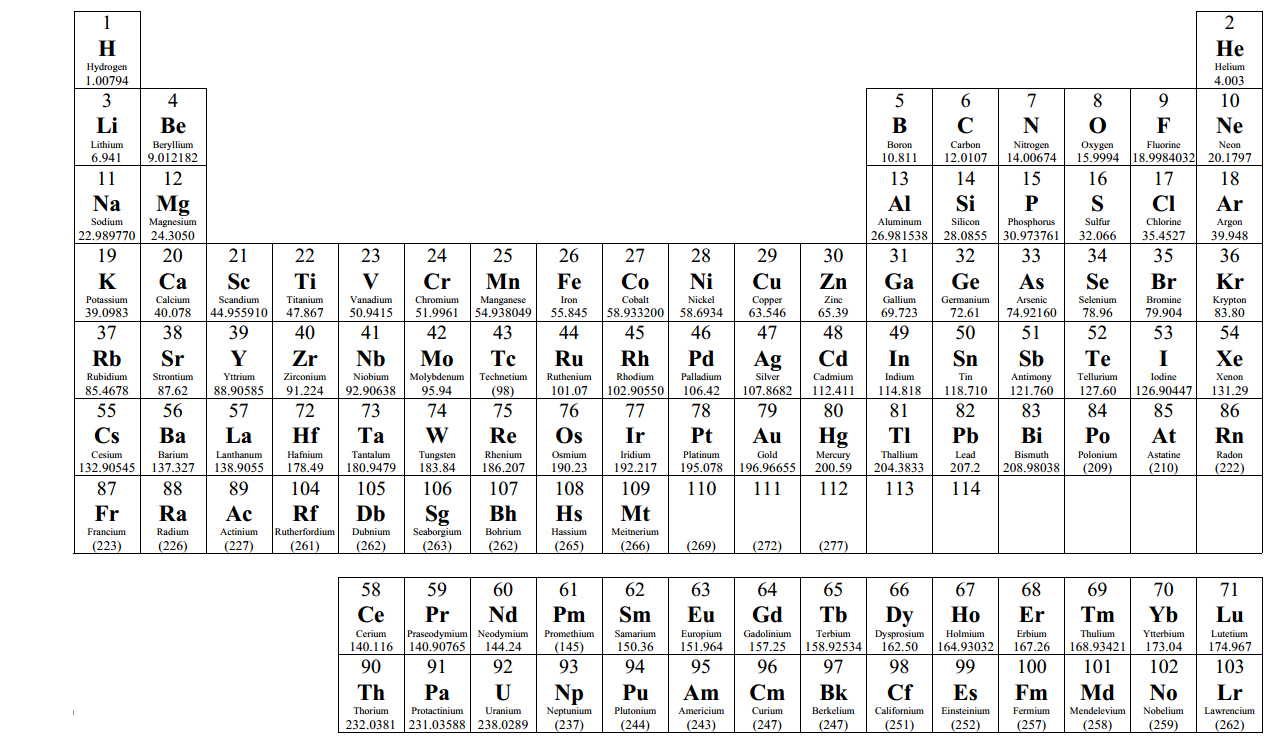 1 2
H He
Hydrogen Helium
1.00794 4.003
3 4 5 6 7 8 9 10
Li Be B C N O F Ne
Lithium Beryllium Boron Carbon Nitrogen Oxygen Fluorine Neon
6.941 9.012182 10.811 12.0107 14.00674 15.9994 18.9984032 20.1797
11 12 13 14 15 16 17 18
Na Mg Al Si P S Cl Ar
Sodium Magnesium Aluminum Silicon Phosphorus Sulfur Chlorine Argon
22.989770 24.3050 26.981538 28.0855 30.973761 32.066 35.4527 39.948
19 20 21 22 23 24 25 26 27 28 29 30 31 32 33 34 35 36
K Ca Sc Ti V Cr Mn Fe Co Ni Cu Zn Ga Ge As Se Br Kr
Potassium Calcium Scandium Titanium Vanadium Chromium Manganese Iron Cobalt Nickel Copper Zinc Gallium Germanium Arsenic Selenium Bromine Krypton
39.0983 40.078 44.955910 47.867 50.9415 51.9961 54.938049 55.845 58.933200 58.6934 63.546 65.39 69.723 72.61 74.92160 78.96 79.904 83.80
37 38 39 40 41 42 43 44 45 46 47 48 49 50 51 52 53 54
Rb Sr Y Zr Nb Mo Tc Ru Rh Pd Ag Cd In Sn Sb Te I Xe
Rubidium Strontium Yttrium Zirconium Niobium Molybdenum Technetium Ruthenium Rhodium Palladium Silver Cadmium Indium Tin Antimony Tellurium Iodine Xenon
85.4678 87.62 88.90585 91.224 92.90638 95.94 (98) 101.07 102.90550 106.42 107.8682 112.411 114.818 118.710 121.760 127.60 126.90447 131.29
55 56 57 72 73 74 75 76 77 78 79 80 81 82 83 84 85 86
Cs Ba La Hf Ta W Re Os Ir Pt Au Hg Tl Pb Bi Po At Rn
Cesium Barium Lanthanum Hafnium Tantalum Tungsten Rhenium Osmium Iridium Platinum Gold Mercury Thallium Lead Bismuth Polonium Astatine Radon
132.90545 137.327 138.9055 178.49 180.9479 183.84 186.207 190.23 192.217 195.078 196.96655 200.59 204.3833 207.2 208.98038 (209) (210) (222)
87 88 89 104 105 106 107 108 109 110 111 112 113 114
Fr Ra Ac Rf Db Sg Bh Hs Mt
Francium Radium Actinium Rutherfordium Dubnium Seaborgium Bohrium Hassium Meitnerium
(223) (226) (227) (261) (262) (263) (262) (265) (266) (269) (272) (277)
58 59 60 61 62 63 64 65 66 67 68 69 70 71
Ce Pr Nd Pm Sm Eu Gd Tb Dy Ho Er Tm Yb Lu
Cerium Praseodymium Neodymium Promethium Samarium Europium Gadolinium Terbium Dysprosium Holmium Erbium Thulium Ytterbium Lutetium
140.116 140.90765 144.24 (145) 150.36 151.964 157.25 158.92534 162.50 164.93032 167.26 168.93421 173.04 174.967
90 91 92 93 94 95 96 97 98 99 100 101 102 103
Th Pa U Np Pu Am Cm Bk Cf Es Fm Md No Lr
Thorium Protactinium Uranium Neptunium Plutonium Americium Curium Berkelium Californium Einsteinium Fermium Mendelevium Nobelium Lawrencium
232.0381 231.03588 238.0289 (237) (244) (243) (247) (247) (251) (252) (257) (258) (259) (262)